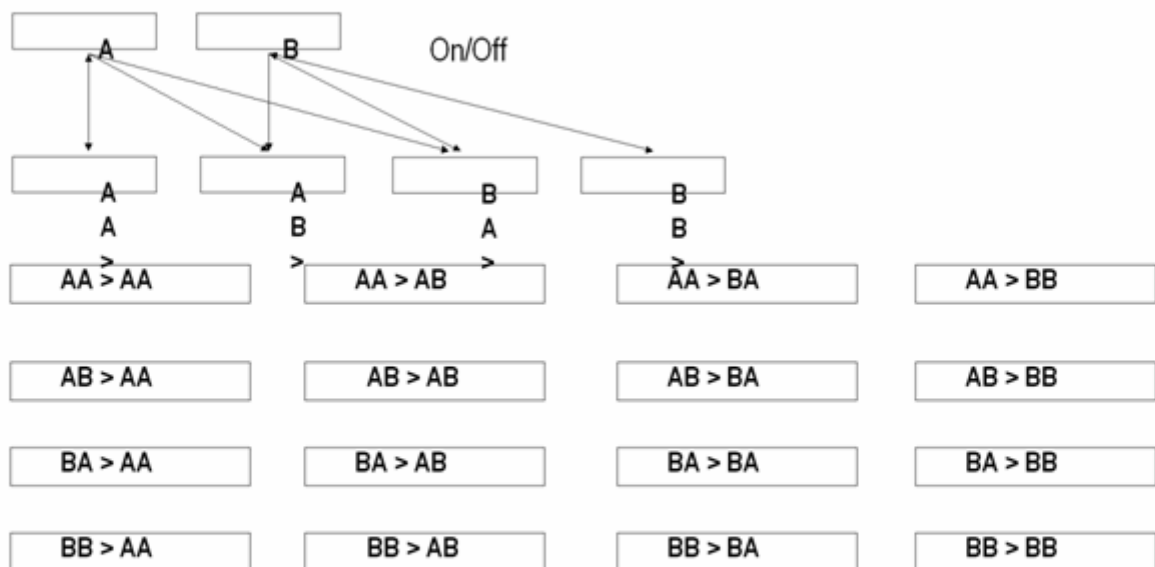 A B On/Off
A A B B
A B A B
> > > >
AA > AA AA > AB AA > BA AA > BB
AB > AA AB > AB AB > BA AB > BB
BA > AA BA > AB BA > BA BA > BB
BB > AA BB > AB BB > BA BB > BB